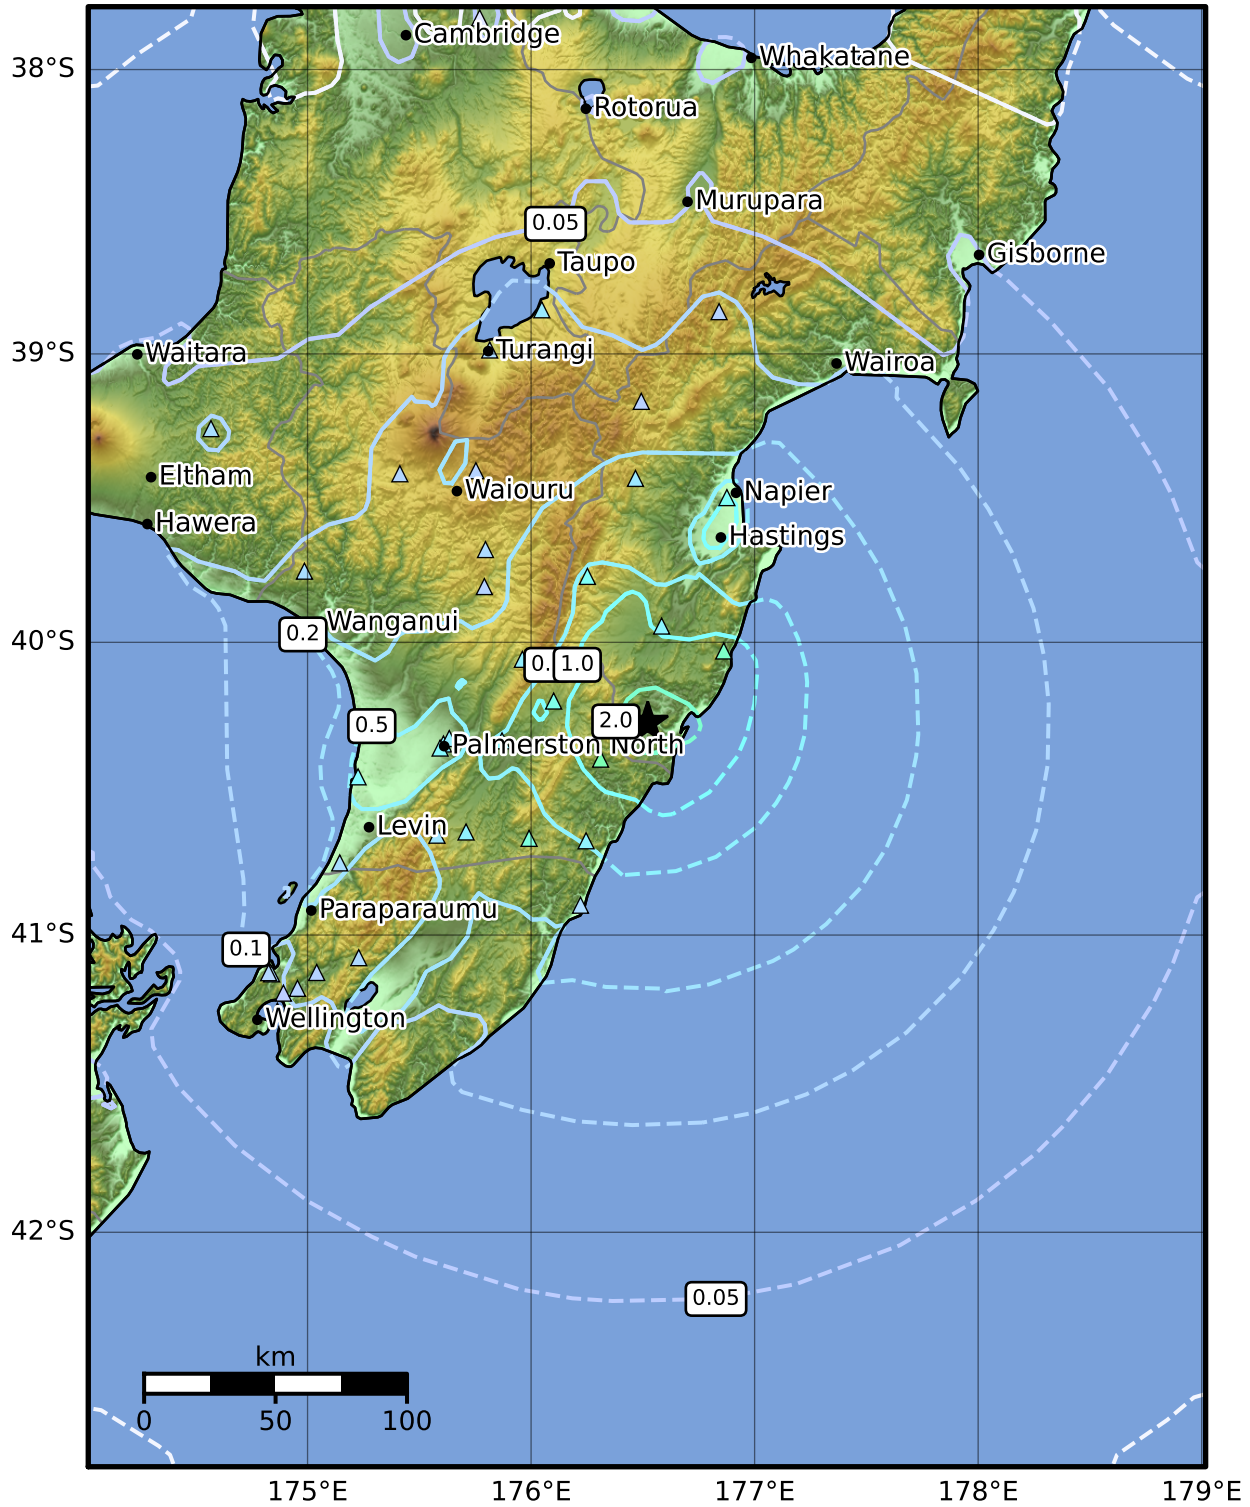 Cambridge
Whakatane
38°S
Rotorua
Murupara
0.05
Gisborne
Taupo
Waitara
39°S
Turangi
Wairoa
Eltham
Waiouru
Napier
Hawera
Hastings
Wanganui
0.2
40°S
0.
1.0
0.5
2.0
Palmerston North
Levin
Paraparaumu
41°S
0.1
Wellington
42°S
0.05
km
0 50 100
175°E 176°E 177°E 178°E 179°E